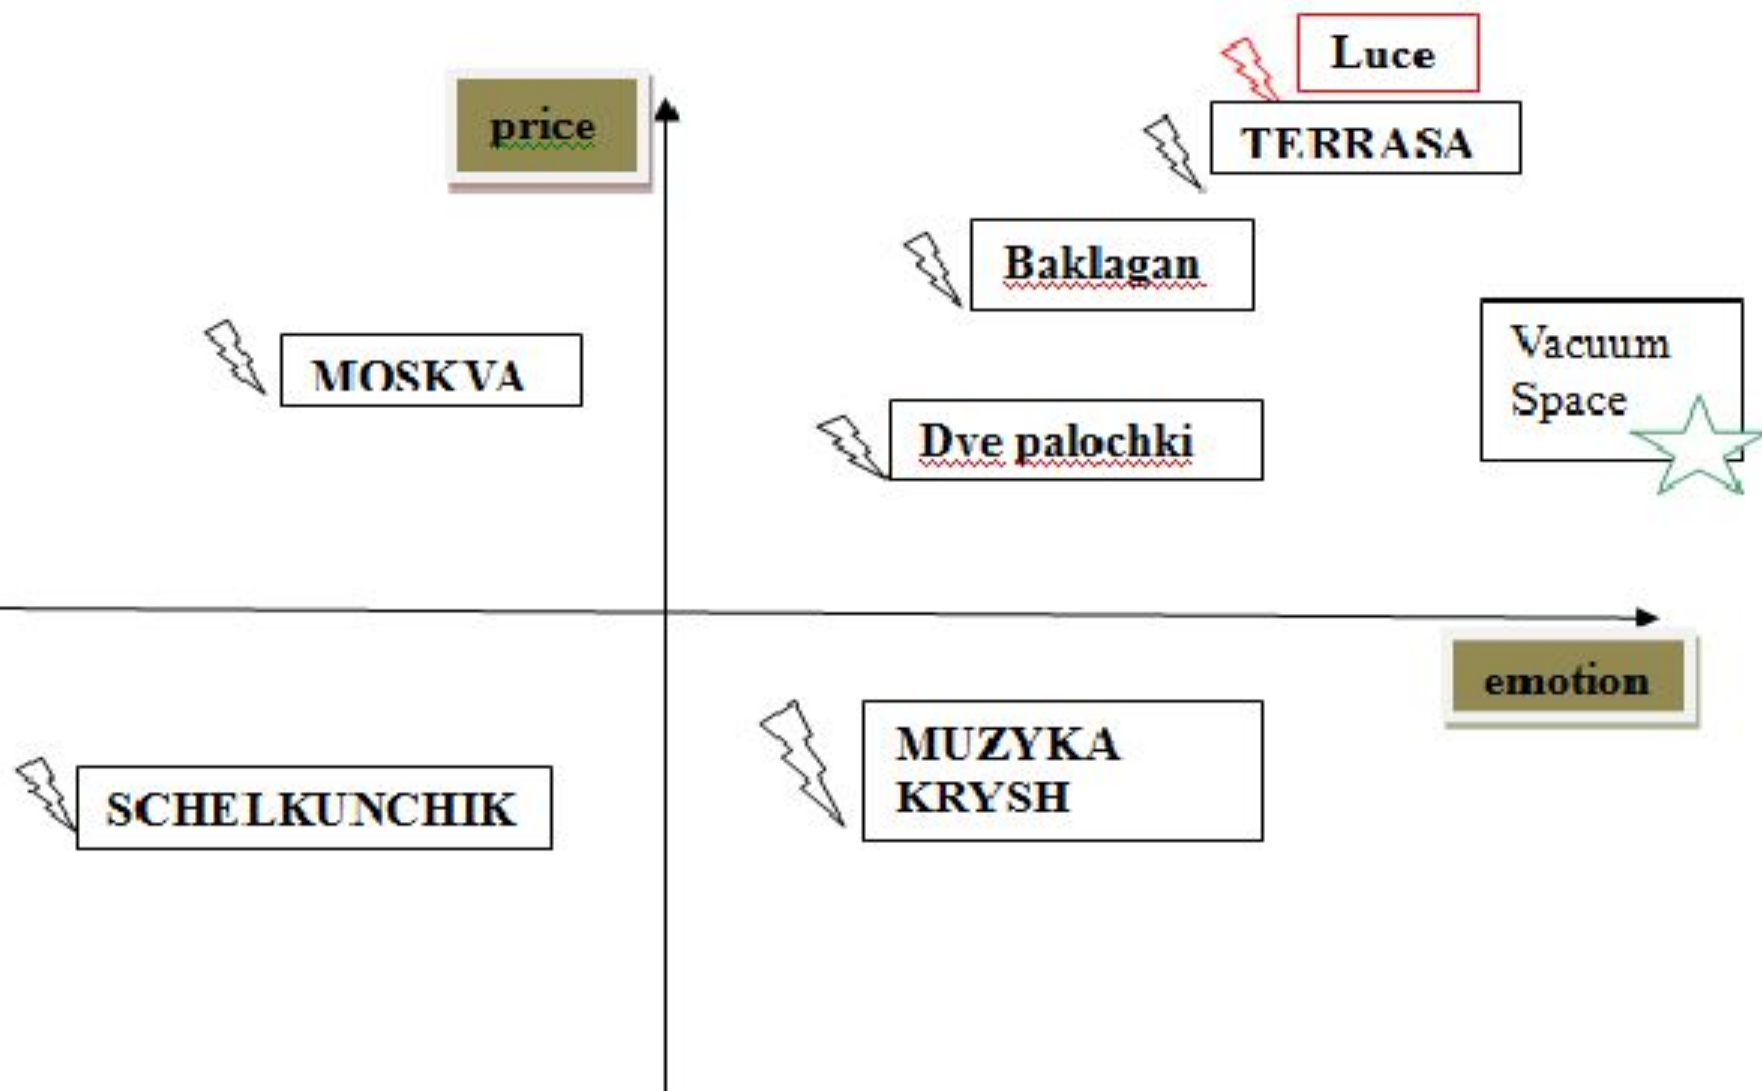 Luce
price
TERRASA
Baklagan
MOSKVA
Vacuum
Space
Dve palochki
emotion
MUZYKA
KRYSH
SCHELKUNCHIK